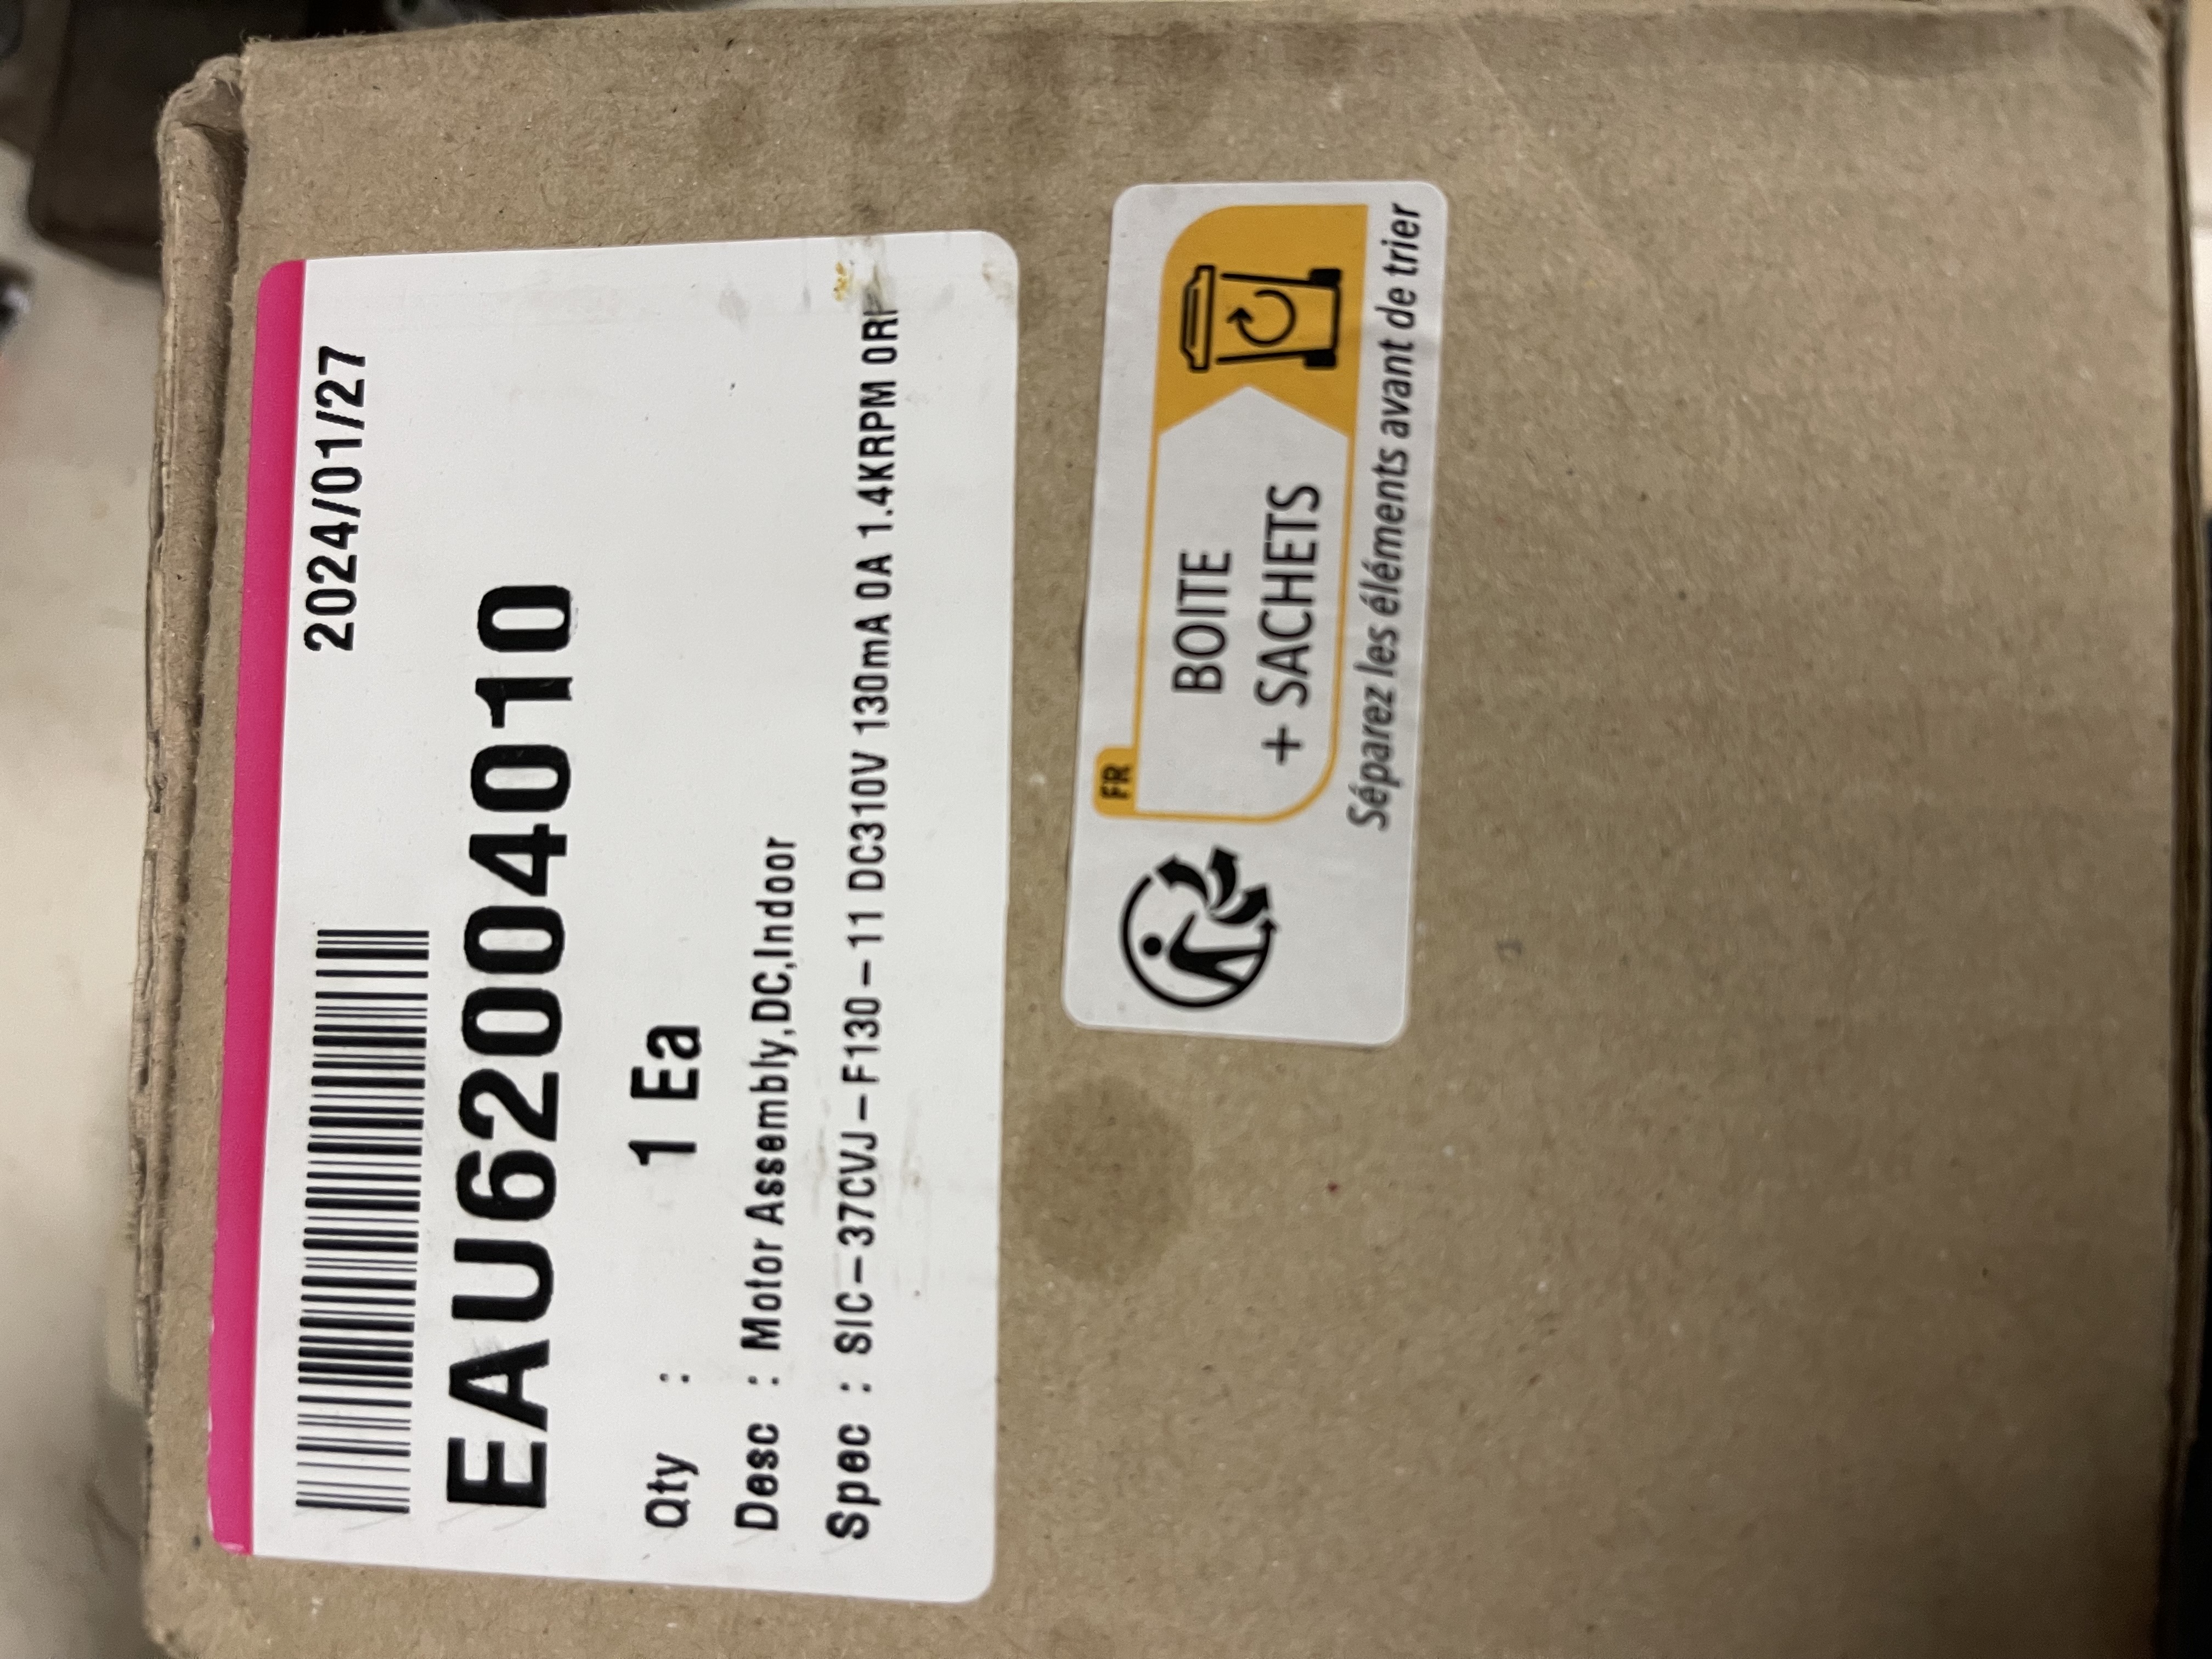 2024/01/27
EAU62004010
Qty : 1 Ea
Desc : Motor Assembly,DC,Indoor
Spec : SIC-37CVJ-F130-11 DC310V 130mA 0A 1.4KRPM
FR
BOITE
+ SACHETS
Séparez les éléments avant de trier